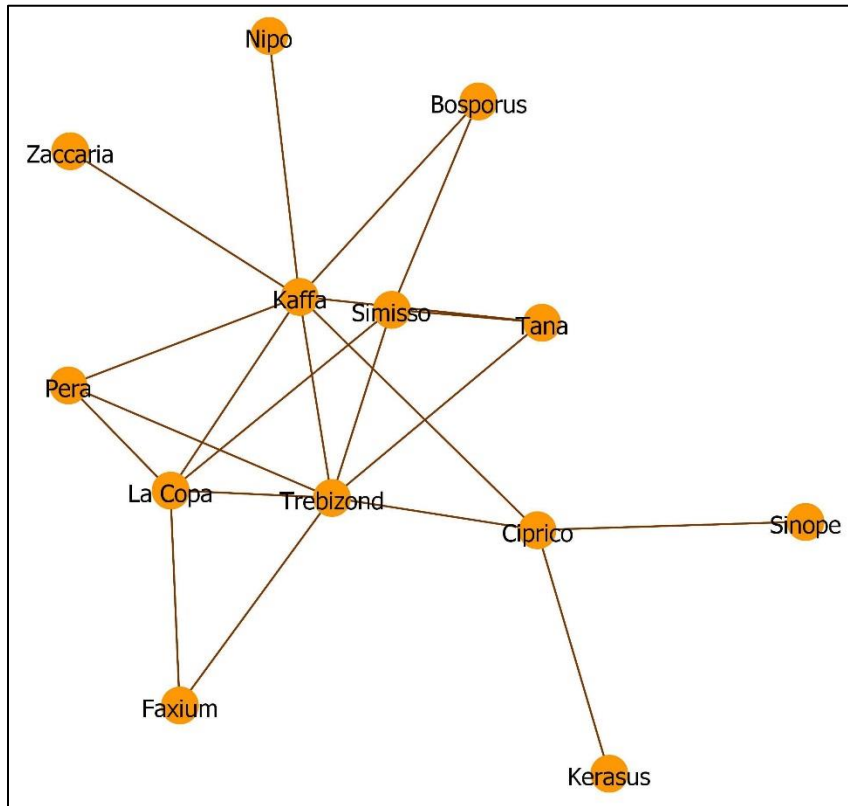 Nipo
Bosporus
Zaccaria
Kaffa
Simisso
Tana
Pera
La Copa
Trebizond
Ciprico
Sinope
Faxium
Kerasus